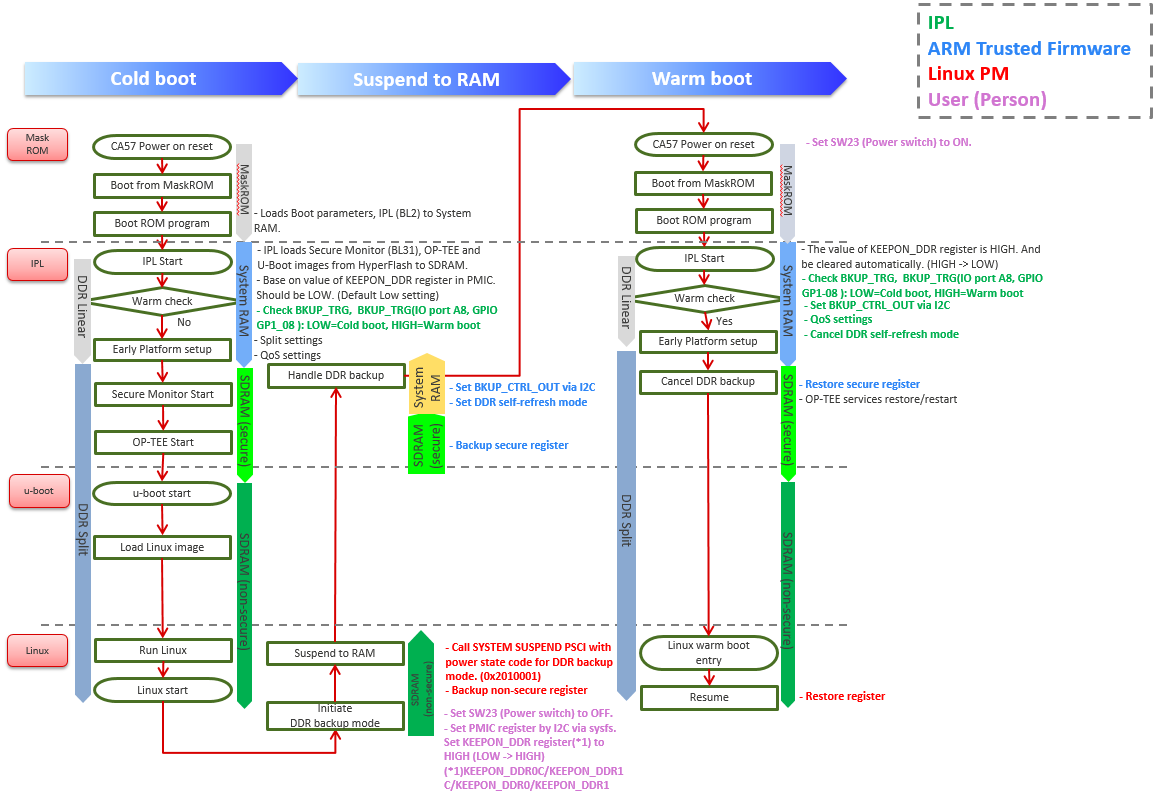 IPL
ARM Trusted Firmware
Linux PM
User (Person)
Cold boot
Suspend to RAM
Warm boot
Mask
ROM
CA57 Power on reset
Boot from MaskROM
Boot ROM program
MaskROM
- Loads Boot parameters, IPL (BL2) to System
RAM.
IPL
IPL Start
Warm check
No
Early Platform setup
Secure Monitor Start
OP-TEE Start
DDR Linear
System RAM
- IPL loads Secure Monitor (BL31), OP-TEE and
U-Boot images from HyperFlash to SDRAM.
- Base on value of KEEPON_DDR register in PMIC.
Should be LOW. (Default Low setting)
- Check BKUP_TRG,  BKUP_TRG(IO port A8, GPIO
GP1_08 ): LOW=Cold boot, HIGH=Warm boot
- Split settings
- QoS settings
SDRAM (secure)
u-boot
u-boot start
Load Linux image
DDR Split
SDRAM (non-secure)
Linux
Run Linux
Linux start
Handle DDR backup
System
RAM
- Set BKUP_CTRL_OUT via I2C
- Set DDR self-refresh mode
SDRAM
(secure)
- Backup secure register
Suspend to RAM
Initiate
DDR backup mode
SDRAM
(non-secure)
- Call SYSTEM SUSPEND PSCI with
power state code for DDR backup
mode. (0x2010001)
- Backup non-secure register
- Set SW23 (Power switch) to OFF.
- Set PMIC register by I2C via sysfs.
Set KEEPON_DDR register(*1) to
HIGH (LOW -> HIGH)
(*1)KEEPON_DDR0C/KEEPON_DDR1
C/KEEPON_DDR0/KEEPON_DDR1
CA57 Power on reset
Boot from MaskROM
Boot ROM program
MaskROM
- Set SW23 (Power switch) to ON.
IPL Start
Warm check
Yes
Early Platform setup
Cancel DDR backup
DDR Linear
System RAM
- The value of KEEPON_DDR register is HIGH. And
be cleared automatically. (HIGH -> LOW)
- Check BKUP_TRG,  BKUP_TRG(IO port A8, GPIO
GP1-08 ): LOW=Cold boot, HIGH=Warm boot
- Set BKUP_CTRL_OUT via I2C
- QoS settings
- Cancel DDR self-refresh mode
SDRAM (secure)
- Restore secure register
- OP-TEE services restore/restart
DDR Split
SDRAM (non-secure)
Linux warm boot
entry
Resume
- Restore register